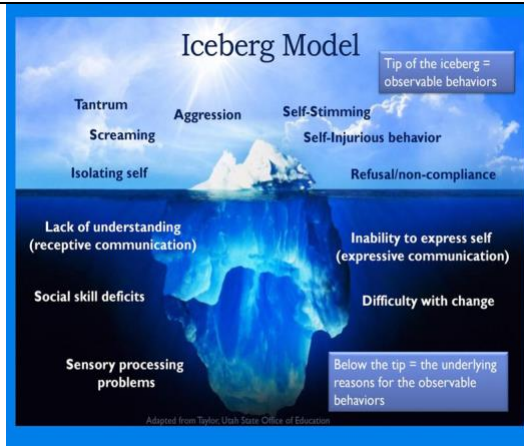 Iceberg Model
Tip of the iceberg =
observable behaviors
Tantrum
Aggression
Self-Stimming
Screaming
Self-Injurious behavior
Isolating self
Refusal/non-compliance
Lack of understanding
(receptive communication)
Inability to express self
(expressive communication)
Social skill deficits
Difficulty with change
Sensory processing
problems
Below the tip = the underlying
reasons for the observable
behaviors
Adapted from Taylor, Utah State Office of Education